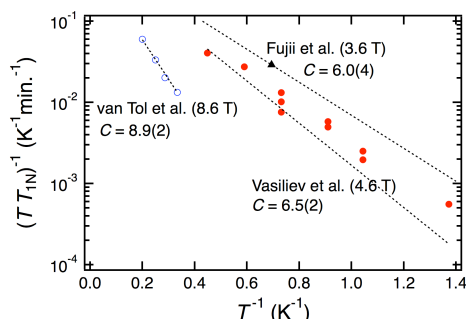 10⁻¹
10⁻²
10⁻³
10⁻⁴
(T T₁N)⁻¹ (K⁻¹min.⁻¹)
Fujii et al. (3.6 T)
C = 6.0(4)
van Tol et al. (8.6 T)
C = 8.9(2)
Vasiliev et al. (4.6 T)
C = 6.5(2)
0.0 0.2 0.4 0.6 0.8 1.0 1.2 1.4
T⁻¹ (K⁻¹)